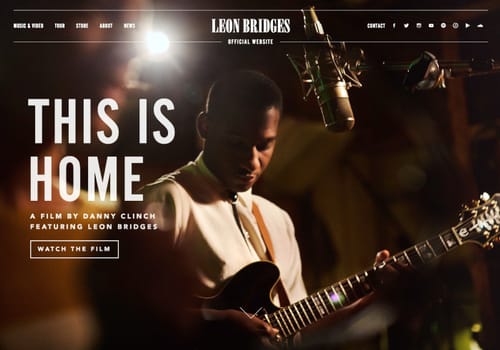 MUSIC & VIDEO TOUR STORE ABOUT NEWS LEON BRIDGES CONTACT
OFFICIAL WEBSITE
THIS IS
HOME
A FILM BY DANNY CLINCH
FEATURING LEON BRIDGES
WATCH THE FILM